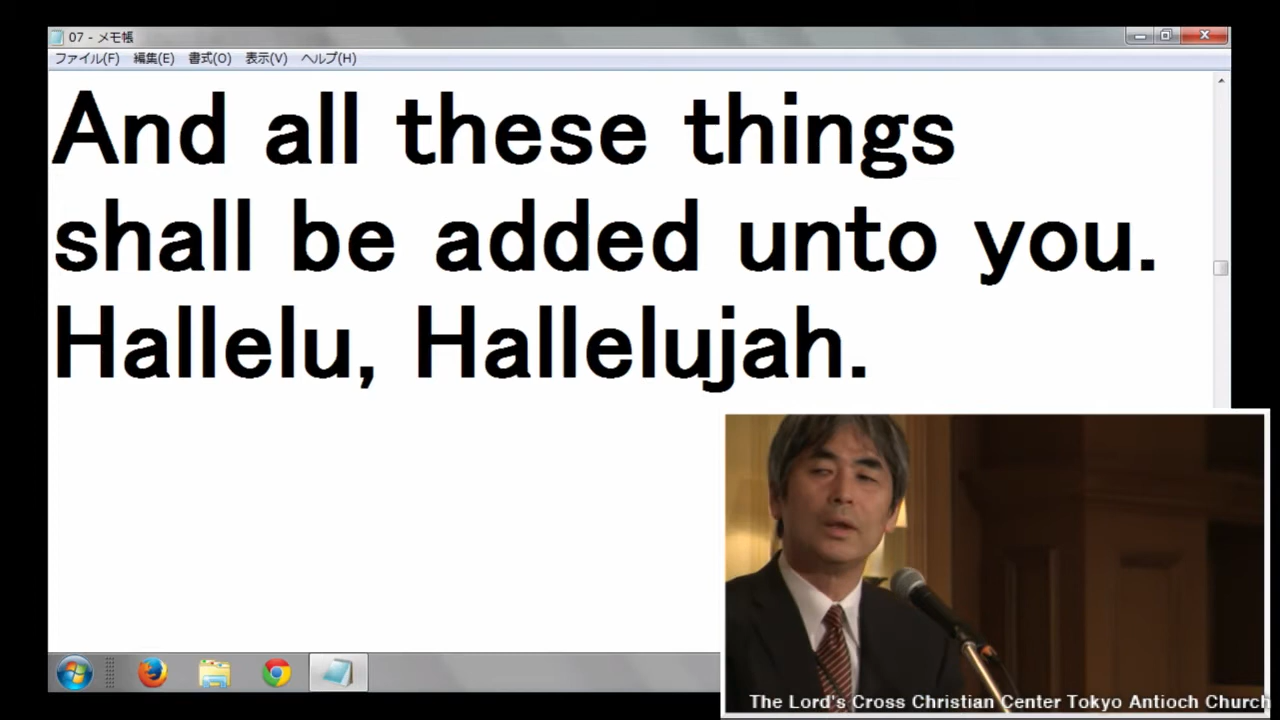 07 - メモ帳
ファイル(F) 編集(E) 書式(O) 表示(V) ヘルプ(H)
And all these things
shall be added unto you.
Hallelu, Hallelujah.
The Lord's Cross Christian Center Tokyo Antioch Church